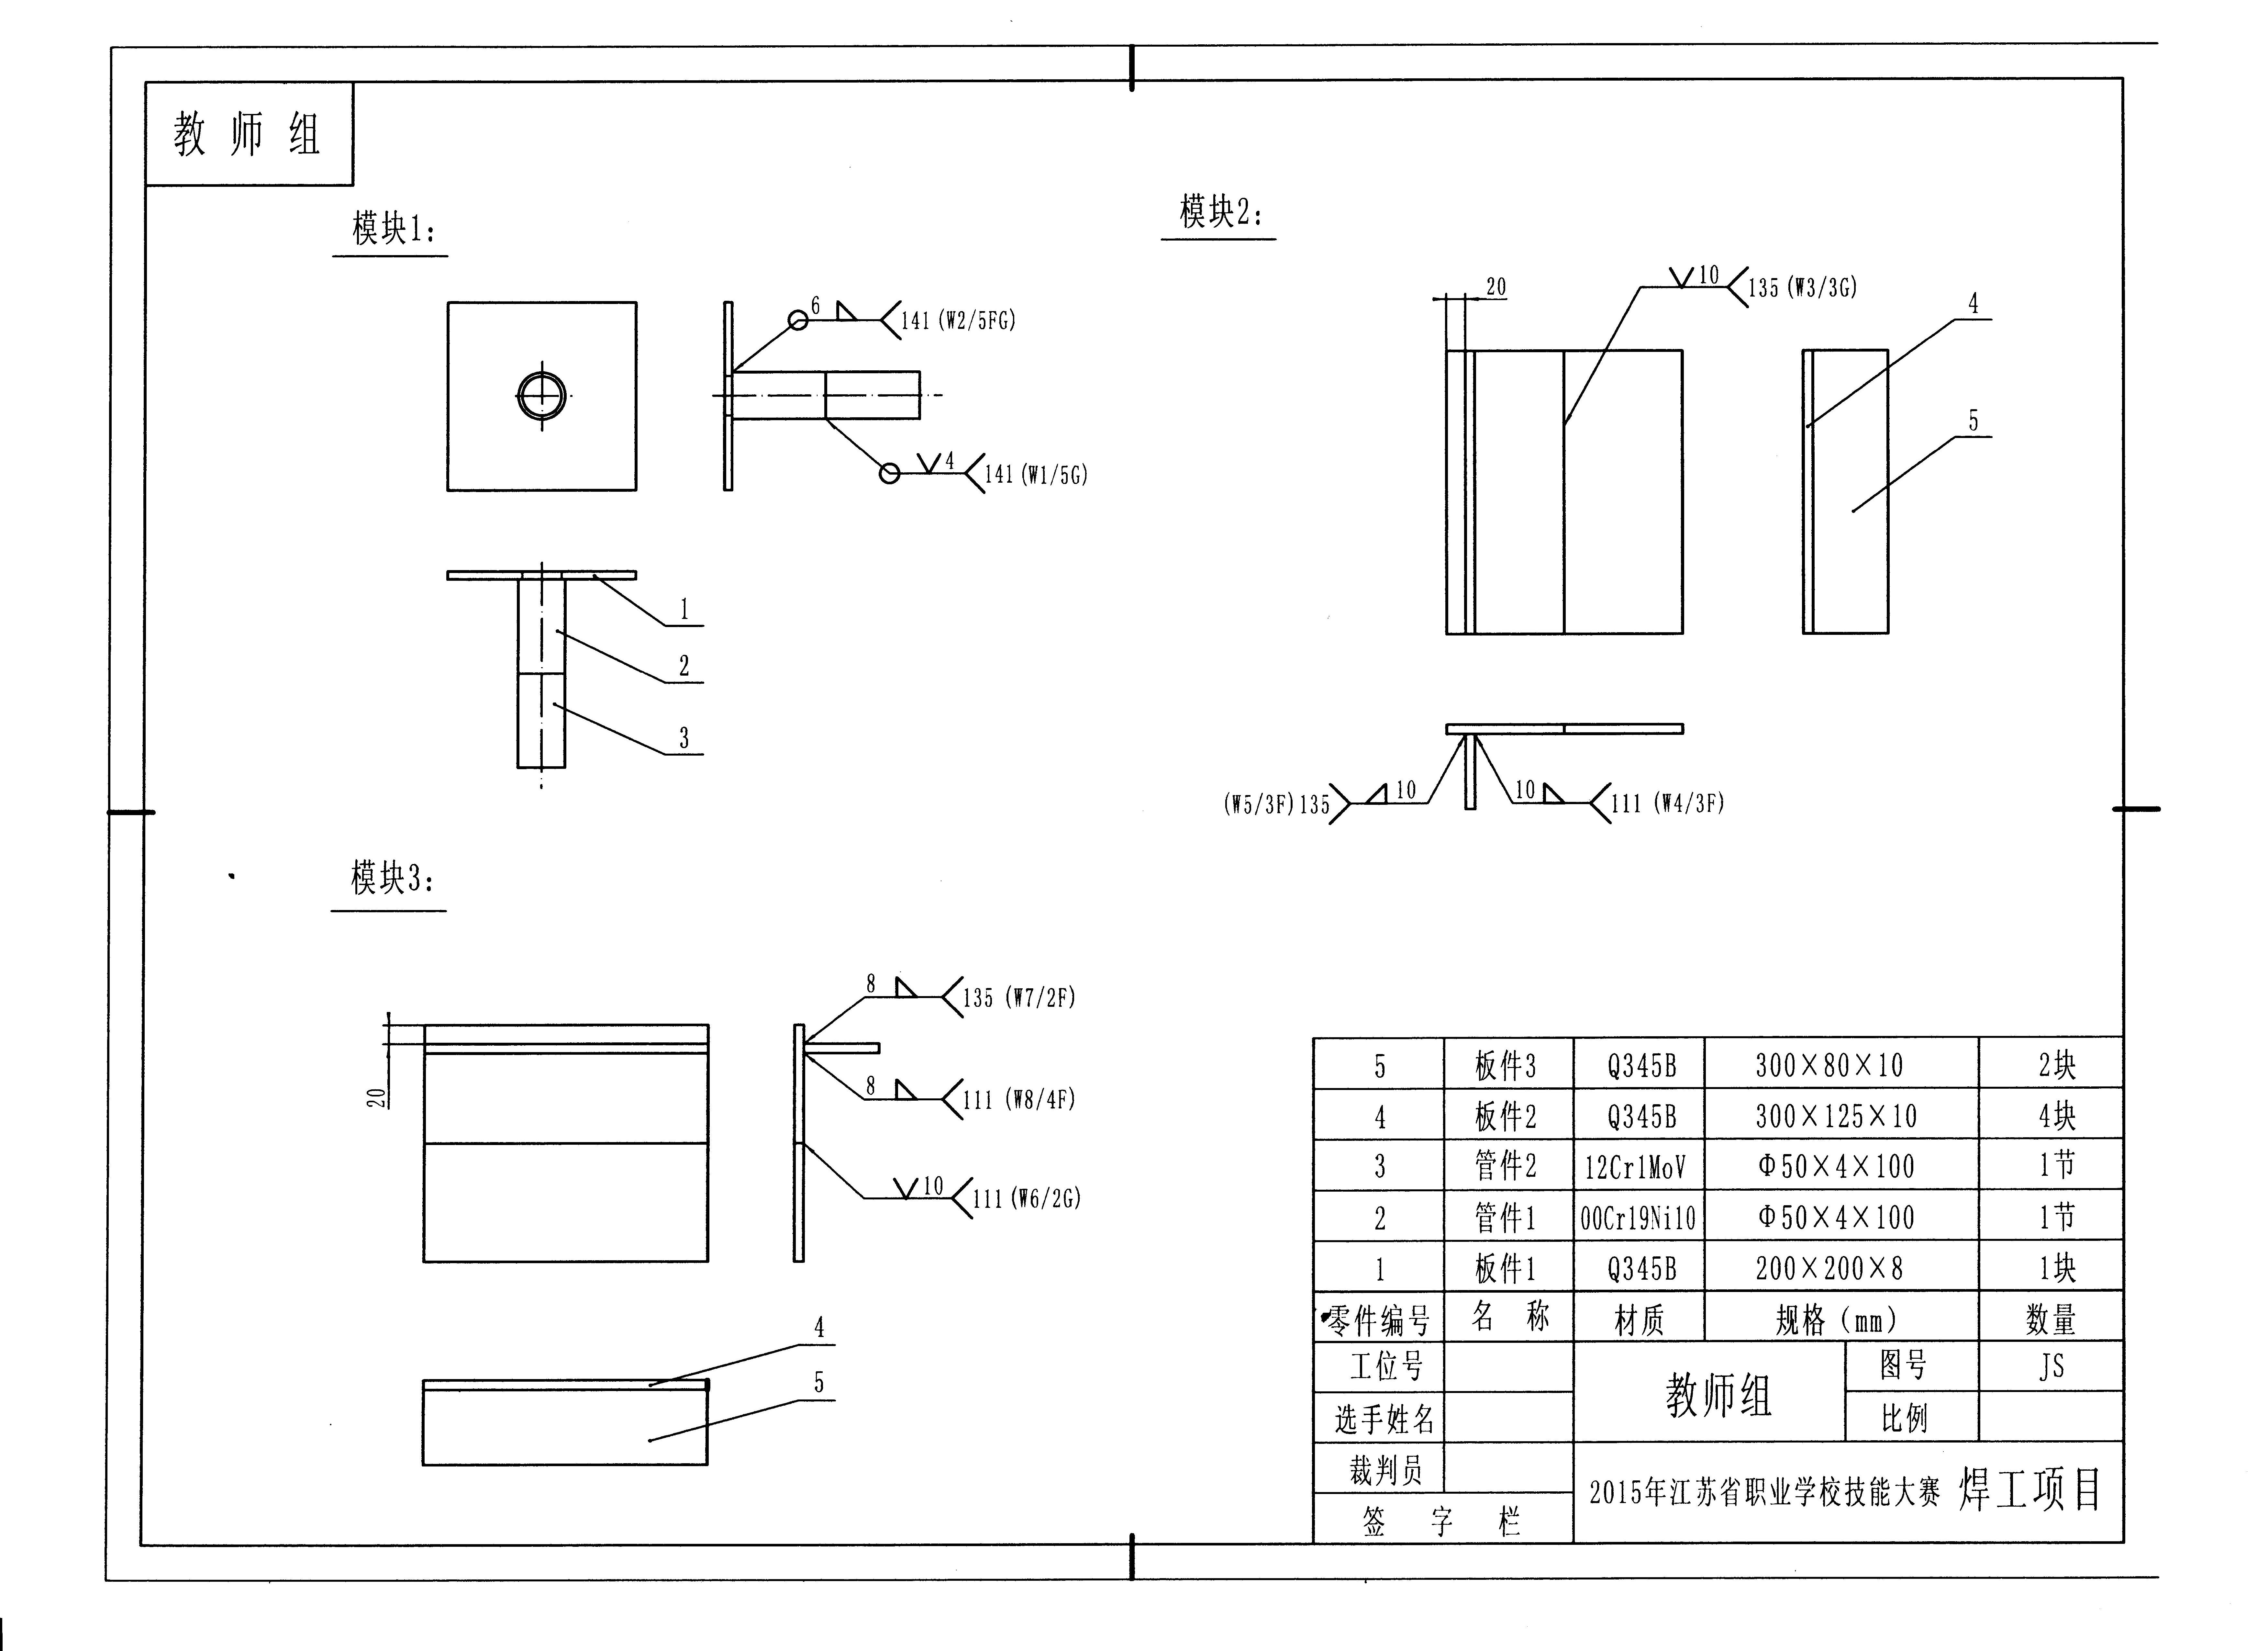 教 师 组
模块1:
6
141 (W2/5FG)
4
141 (W1/5G)
1
2
3
模块2:
20
10
135 (W3/3G)
4
5
(W5/3F) 135
10
10
111 (W4/3F)
模块3:
20
8
135 (W7/2F)
8
111 (W8/4F)
10
111 (W6/2G)
4
5
5 板件3 Q345B 300×80×10 2块
4 板件2 Q345B 300×125×10 4块
3 管件2 12Cr1MoV Φ50×4×100 1节
2 管件1 00Cr19Ni10 Φ50×4×100 1节
1 板件1 Q345B 200×200×8 1块
零件编号 名 称 材质 规格(mm) 数量
工位号 教师组 图号 JS
选手姓名 比例
裁判员 2015年江苏省职业学校技能大赛 焊工项目
签 字 栏